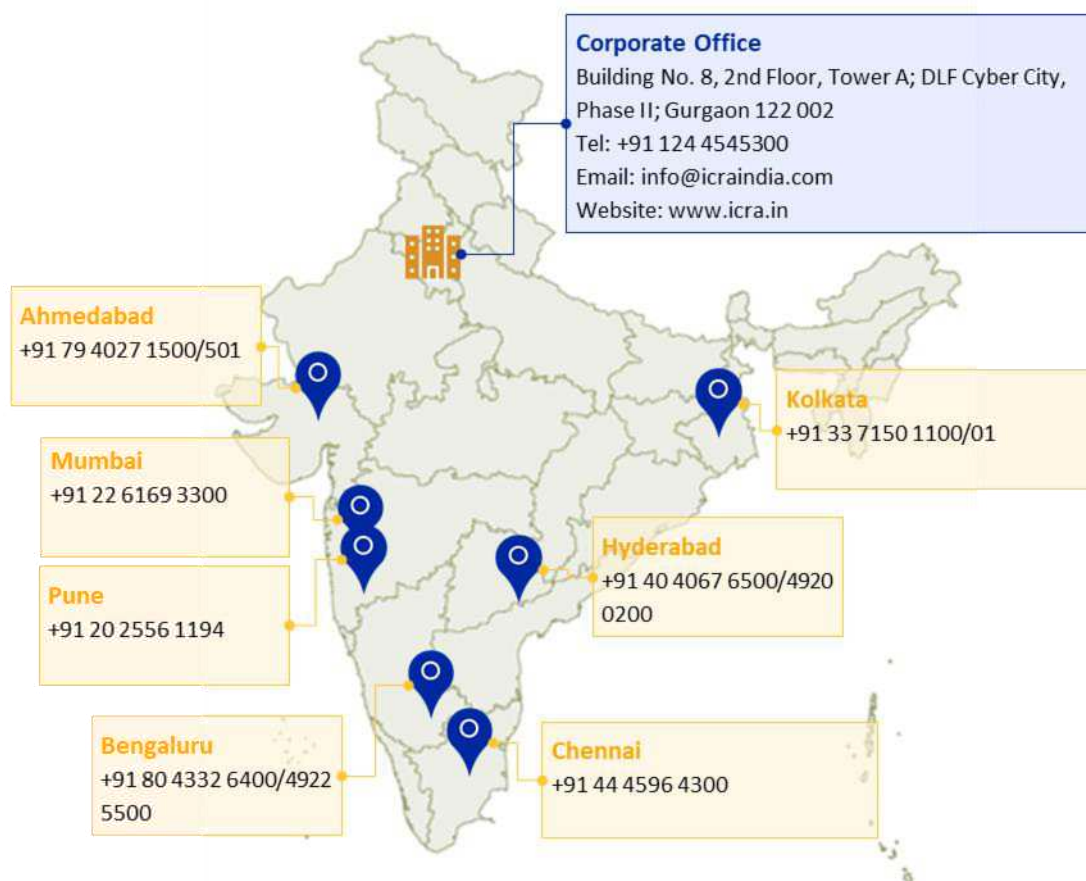 Corporate Office
Building No. 8, 2nd Floor, Tower A; DLF Cyber City,
Phase II; Gurgaon 122 002
Tel: +91 124 4545300
Email: info@icraindia.com
Website: www.icra.in
Ahmedabad
+91 79 4027 1500/501
Kolkata
+91 33 7150 1100/01
Mumbai
+91 22 6169 3300
Hyderabad
+91 40 4067 6500/4920
0200
Pune
+91 20 2556 1194
Bengaluru
+91 80 4332 6400/4922
5500
Chennai
+91 44 4596 4300